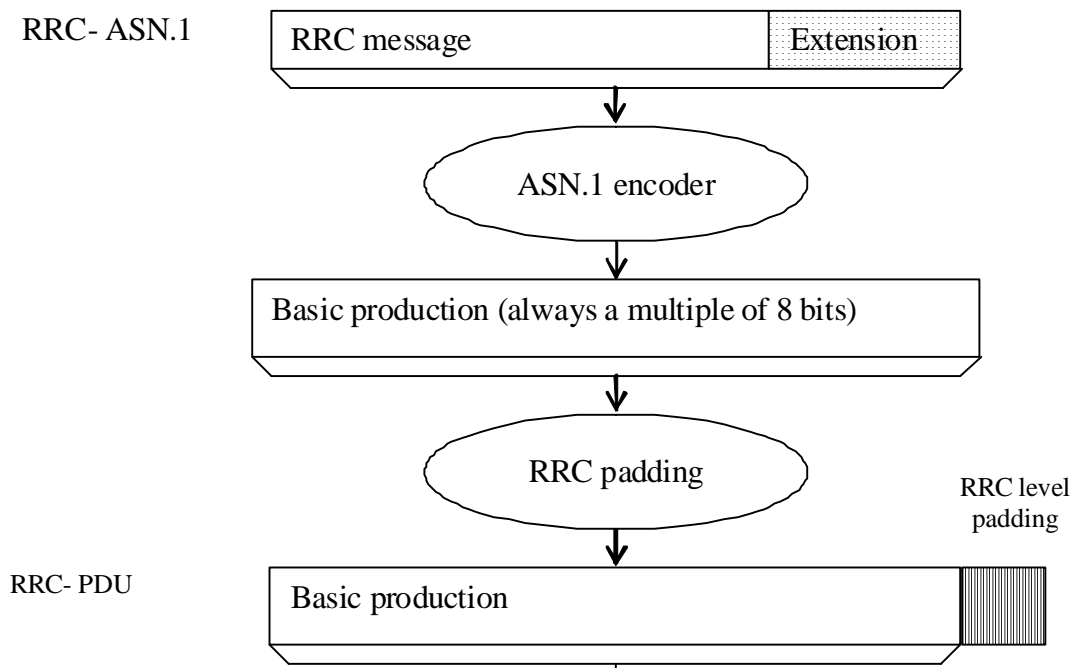 RRC- ASN.1
RRC message
Extension
ASN.1 encoder
Basic production (always a multiple of 8 bits)
RRC padding
RRC level
padding
RRC- PDU
Basic production